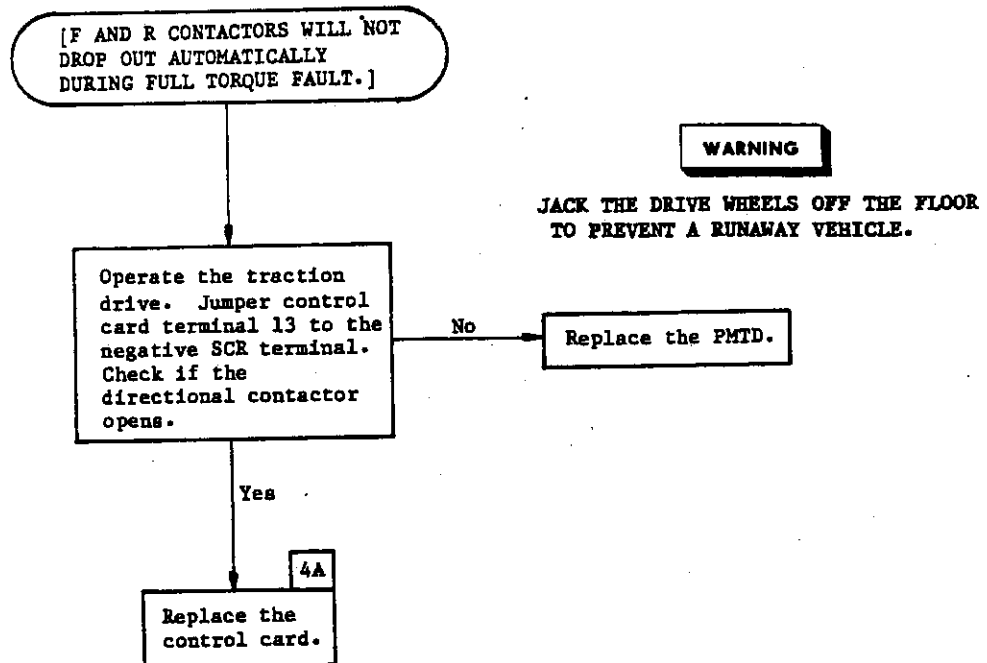 [F AND R CONTACTORS WILL NOT
DROP OUT AUTOMATICALLY
DURING FULL TORQUE FAULT.]
WARNING
JACK THE DRIVE WHEELS OFF THE FLOOR
TO PREVENT A RUNAWAY VEHICLE.
Operate the traction
drive. Jumper control
card terminal 13 to the
negative SCR terminal.
Check if the
directional contactor
opens.
No
Replace the PMTD.
Yes
4A
Replace the
control card.